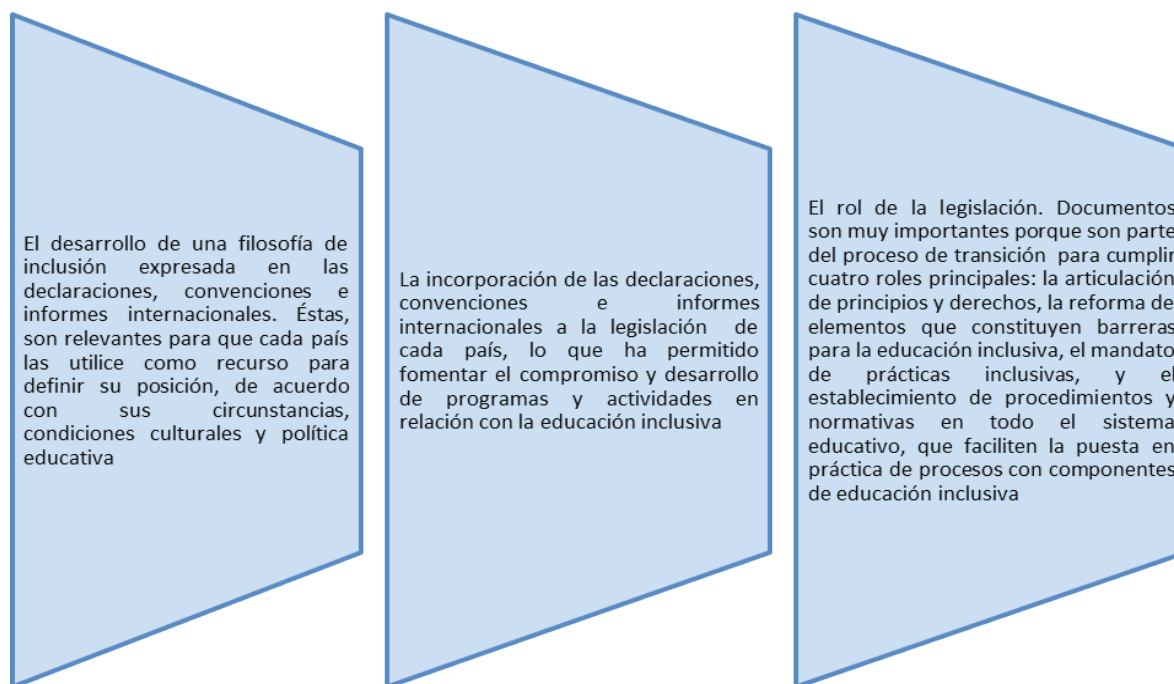 El desarrollo de una filosofía de
inclusión expresada en las
declaraciones, convenciones e
informes internacionales. Éstas,
son relevantes para que cada país
las utilice como recurso para
definir su posición, de acuerdo
con sus circunstancias,
condiciones culturales y política
educativa
La incorporación de las declaraciones,
convenciones e informes
internacionales a la legislación de
cada país, lo que ha permitido
fomentar el compromiso y desarrollo
de programas y actividades en
relación con la educación inclusiva
El rol de la legislación. Documentos
son muy importantes porque son parte
del proceso de transición para cumplir
cuatro roles principales: la articulación
de principios y derechos, la reforma de
elementos que constituyen barreras
para la educación inclusiva, el mandato
de prácticas inclusivas, y el
establecimiento de procedimientos y
normativas en todo el sistema
educativo, que faciliten la puesta en
práctica de procesos con componentes
de educación inclusiva